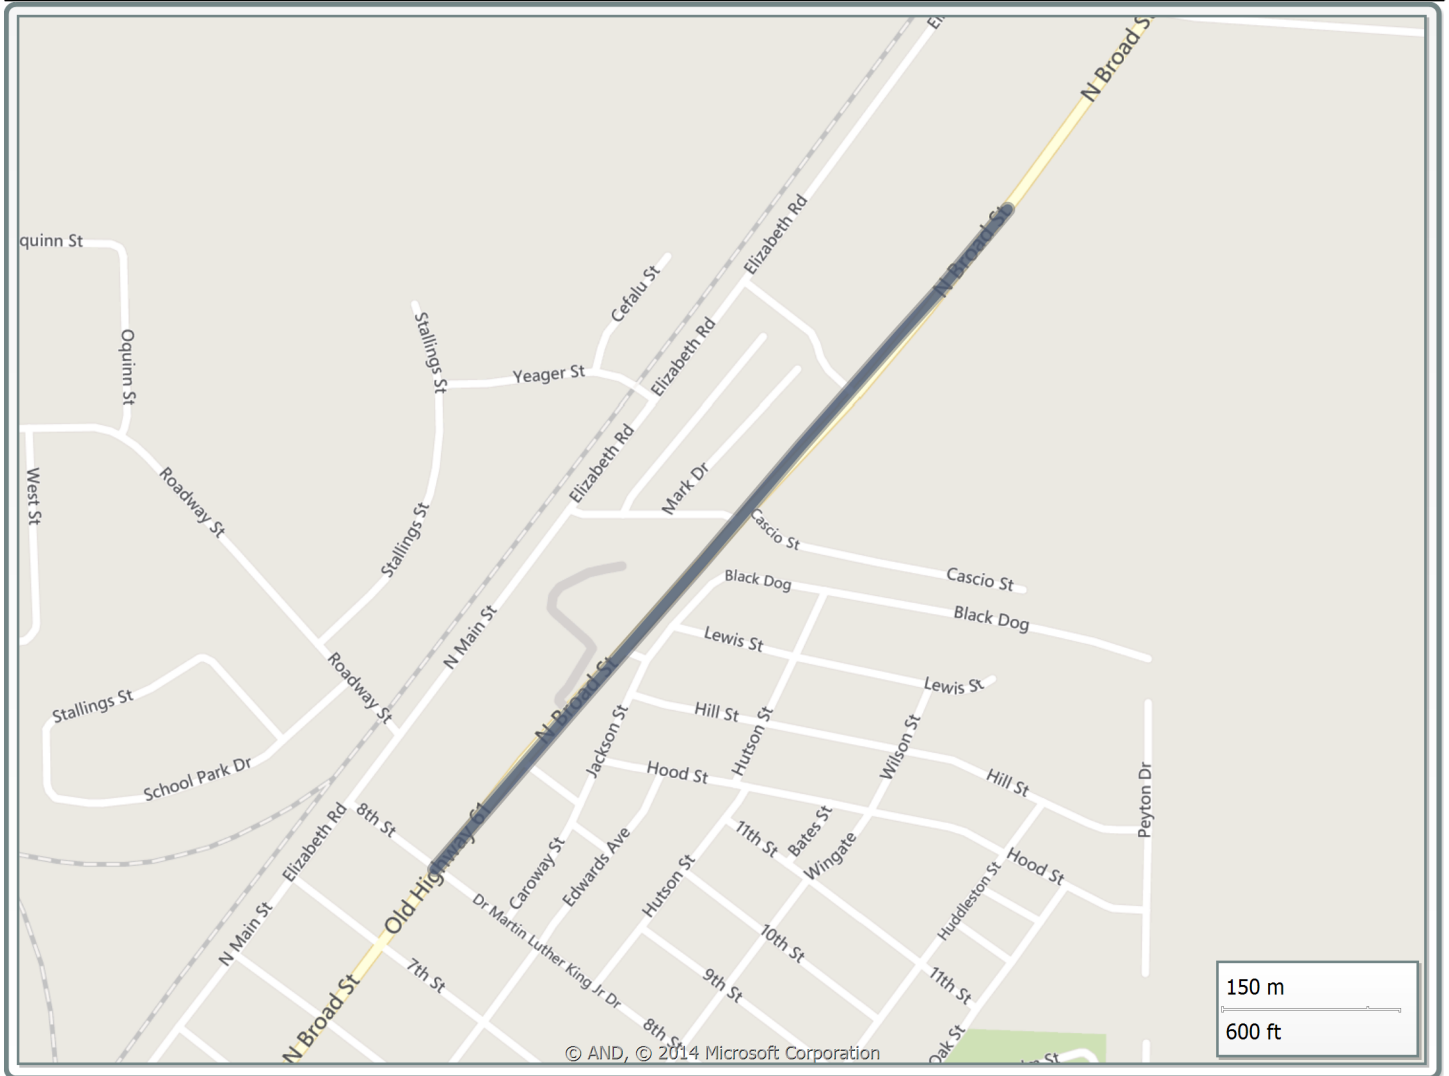 N Broad St
quinn St
Elizabeth Rd
N Broad St
Cefalu St
Stallings St
Oquinn St
Elizabeth Rd
Yeager St
Elizabeth Rd
West St
Roadway St
Mark Dr
Stallings St
Cascio St
Cascio St
Black Dog
Black Dog
N Main St
Lewis St
Roadway St
Lewis St
N Broad St
Stallings St
Hill St
Jackson St
Hutson St
Wilson St
School Park Dr
Hood St
Hill St
Peyton Dr
8th St
Old Highway 61
Elizabeth Rd
11th St
Bates St
Wingate
Hood St
Caroway St
Edwards Ave
Hutson St
Huddleston St
Dr Martin Luther King Jr Dr
N Main St
10th St
7th St
9th St
11th St
N Broad St
8th St
Oak St
150 m
600 ft
© AND, © 2014 Microsoft Corporation